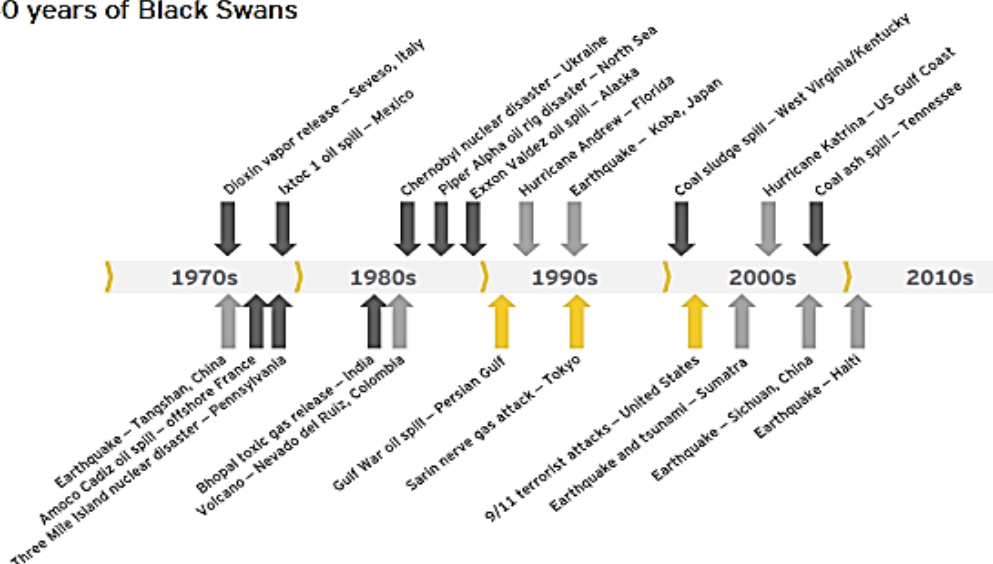 0 years of Black Swans
Dioxin vapor release – Seveso, Italy
Ixtoc 1 oil spill – Mexico
Chernobyl nuclear disaster – Ukraine
Piper Alpha oil rig disaster – North Sea
Exxon Valdez oil spill – Alaska
Hurricane Andrew – Florida
Earthquake – Kobe, Japan
Coal sludge spill – West Virginia/Kentucky
Hurricane Katrina – US Gulf Coast
Coal ash spill – Tennessee
1970s
1980s
1990s
2000s
2010s
Earthquake – Tangshan, China
Amoco Cadiz oil spill – offshore France
Three Mile Island nuclear disaster – Pennsylvania
Bhopal toxic gas release – India
Volcano – Nevado del Ruiz, Colombia
Gulf War oil spill – Persian Gulf
Sarin nerve gas attack – Tokyo
9/11 terrorist attacks – United States
Earthquake and tsunami – Sumatra
Earthquake – Sichuan, China
Earthquake – Haiti